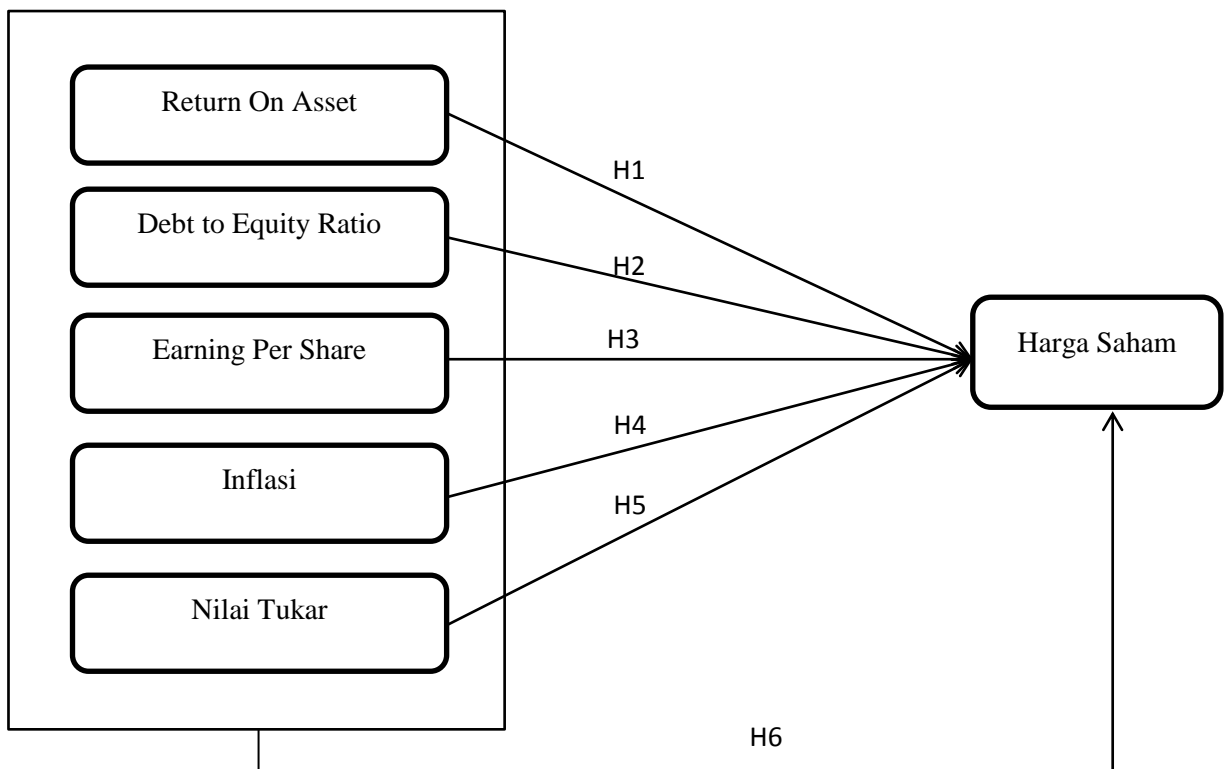 Return On Asset
H1
Debt to Equity Ratio
H2
Earning Per Share
H3
Harga Saham
H4
Inflasi
H5
Nilai Tukar
H6